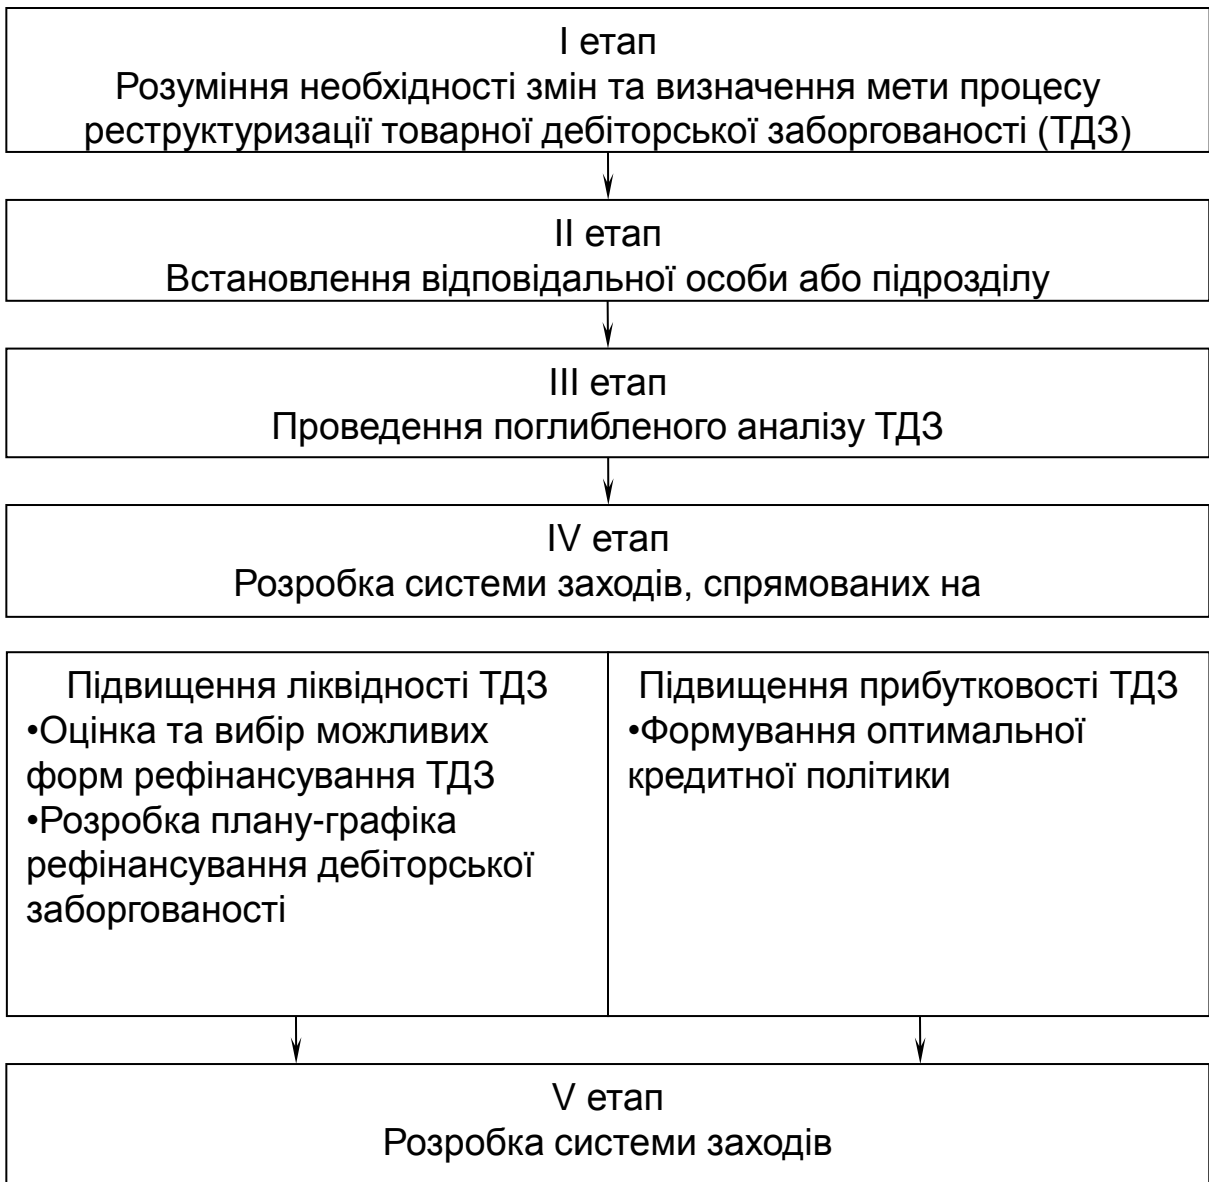 I етап
Розуміння необхідності змін та визначення мети процесу
реструктуризації товарної дебіторської заборгованості (ТДЗ)
II етап
Встановлення відповідальної особи або підрозділу
III етап
Проведення поглибленого аналізу ТДЗ
IV етап
Розробка системи заходів, спрямованих на
Підвищення ліквідності ТДЗ
•Оцінка та вибір можливих
форм рефінансування ТДЗ
•Розробка плану-графіка
рефінансування дебіторської
заборгованості
Підвищення прибутковості ТДЗ
•Формування оптимальної
кредитної політики
V етап
Розробка системи заходів